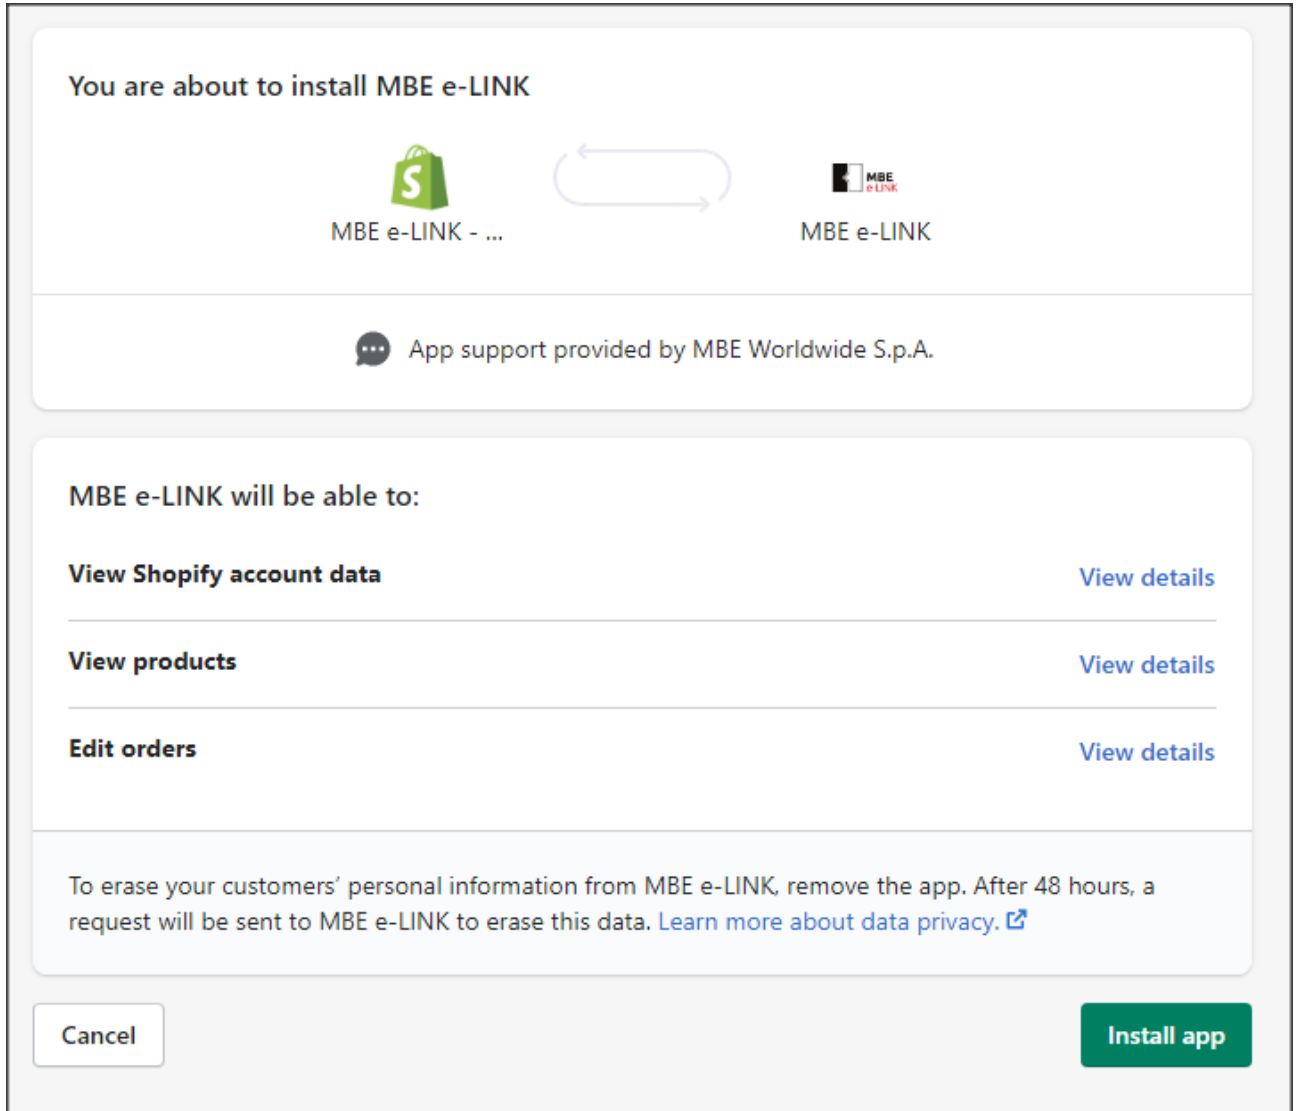 You are about to install MBE e-LINK
S
MBE
e-LINK
MBE e-LINK - ...
MBE e-LINK
App support provided by MBE Worldwide S.p.A.
MBE e-LINK will be able to:
View Shopify account data
View details
View products
View details
Edit orders
View details
To erase your customers’ personal information from MBE e-LINK, remove the app. After 48 hours, a
request will be sent to MBE e-LINK to erase this data. Learn more about data privacy.
Cancel
Install app